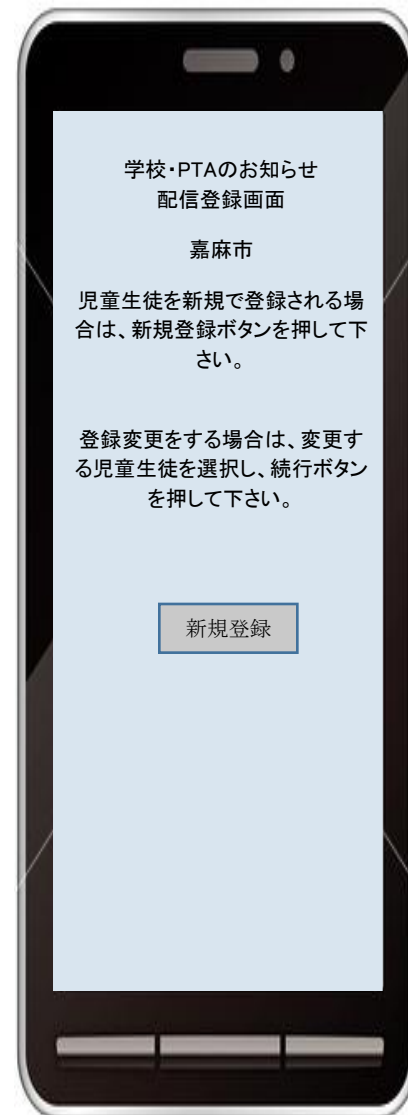 学校・PTAのお知らせ
配信登録画面
嘉麻市
児童生徒を新規で登録される場
合は、新規登録ボタンを押して下
さい。
登録変更をする場合は、変更す
る児童生徒を選択し、続行ボタン
を押して下さい。
新規登録